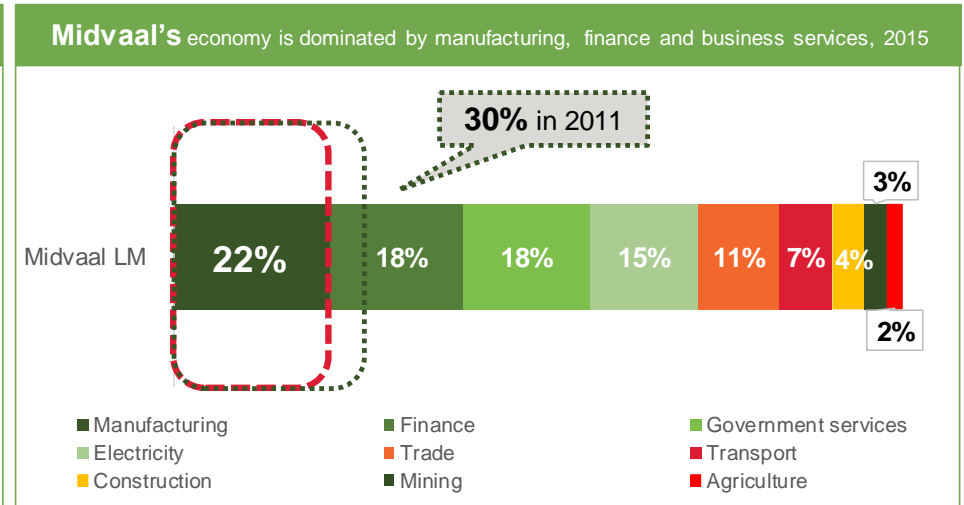 Midvaal's economy is dominated by manufacturing, finance and business services, 2015
30% in 2011
3%
Midvaal LM
22%
18%
18%
15%
11%
7%
4%
2%
Manufacturing
Finance
Government services
Electricity
Trade
Transport
Construction
Mining
Agriculture